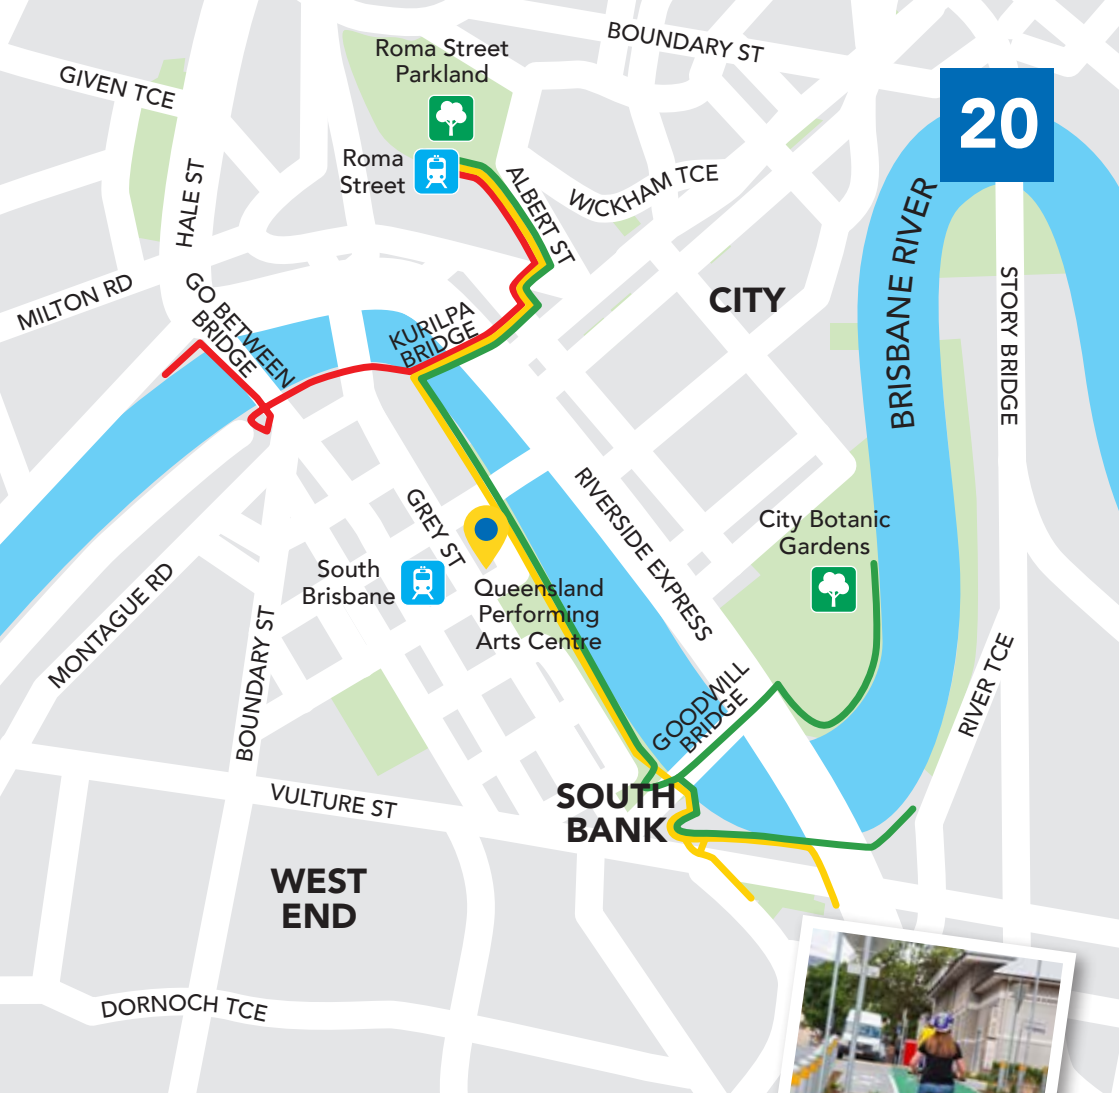 BOUNDARY ST
Roma Street
Parkland
GIVEN TCE
20
Roma
Street
HALE ST
ALBERT ST
WICKHAM TCE
BRISBANE RIVER
MILTON RD
GO BETWEEN
BRIDGE
KURILPA
BRIDGE
CITY
STORY BRIDGE
GREY ST
RIVERSIDE EXPRESS
City Botanic
Gardens
South
Brisbane
Queensland
Performing
Arts Centre
MONTAGUE RD
BOUNDARY ST
GOODWILL
BRIDGE
RIVER TCE
SOUTH
BANK
VULTURE ST
WEST
END
DORNOCH TCE